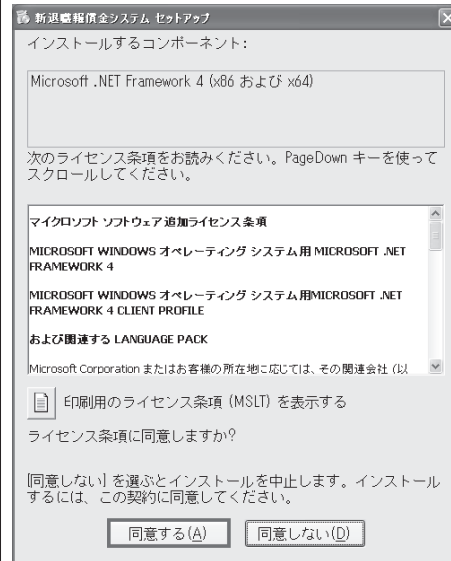 新退職報償金システム セットアップ
インストールするコンポーネント:
Microsoft .NET Framework 4 (x86 および x64)
次のライセンス条項をお読みください。PageDown キーを使って
スクロールしてください。
マイクロソフト ソフトウェア追加ライセンス条項
MICROSOFT WINDOWS オペレーティング システム用 MICROSOFT .NET
FRAMEWORK 4
MICROSOFT WINDOWS オペレーティング システム用MICROSOFT .NET
FRAMEWORK 4 CLIENT PROFILE
および関連する LANGUAGE PACK
Microsoft Corporation またはお客様の所在地に応じては、その関連会社 (以
印刷用のライセンス条項 (MSLT) を表示する
ライセンス条項に同意しますか?
[同意しない] を選ぶとインストールを中止します。インストール
するには、この契約に同意してください。
同意する(A)
同意しない(D)